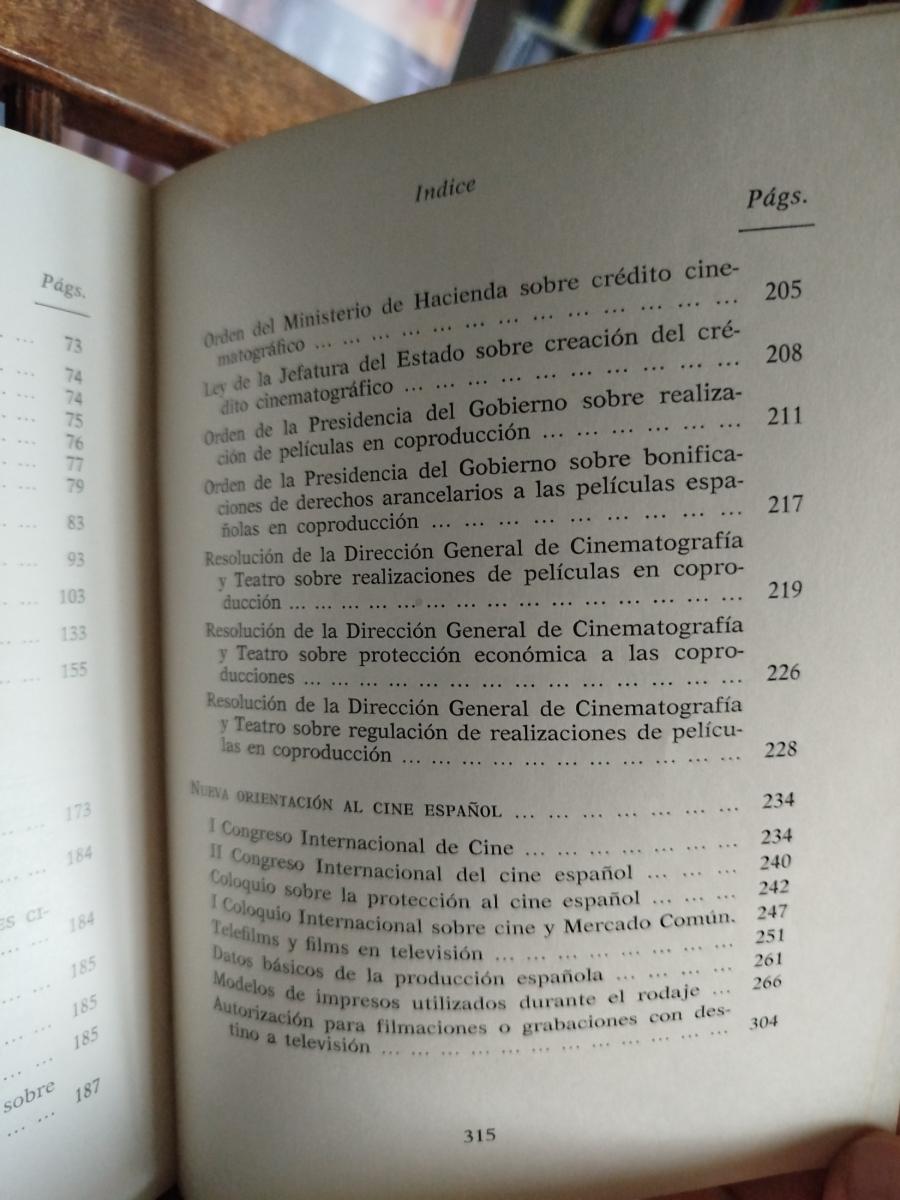 Págs.
... 73
... 74
... 74
... 75
... 76
... 77
... 79
... 83
... 93
... 103
... ... 133
... ... 155
... 173
... ... 184
ES CI-
... ... 184
... ... 185
... ... 185
... ... 185
sobre
... ... 187
Indice
Págs.
Orden del Ministerio de Hacienda sobre crédito cine-
matográfico ... ... ... ... ... ... ... ... ... ... ... ... ... ... 205
Ley de la Jefatura del Estado sobre creación del cré-
dito cinematográfico ... ... ... ... ... ... ... ... ... ... ... 208
Orden de la Presidencia del Gobierno sobre realiza-
ción de películas en coproducción ... ... ... ... ... ... 211
Orden de la Presidencia del Gobierno sobre bonifica-
ciones de derechos arancelarios a las películas espa-
ñolas en coproducción ... ... ... ... ... ... ... ... ... ... 217
Resolución de la Dirección General de Cinematografía
y Teatro sobre realizaciones de películas en copro-
ducción ... ... ... ... ... ... ... ... ... ... ... ... ... ... ... 219
Resolución de la Dirección General de Cinematografía
y Teatro sobre protección económica a las copro-
ducciones ... ... ... ... ... ... ... ... ... ... ... ... ... ... ... 226
Resolución de la Dirección General de Cinematografía
y Teatro sobre regulación de realizaciones de pelícu-
las en coproducción ... ... ... ... ... ... ... ... ... ... ... 228
NUEVA ORIENTACIÓN AL CINE ESPAÑOL ... ... ... ... ... ... ... 234
I Congreso Internacional de Cine ... ... ... ... ... ... ... 234
II Congreso Internacional del cine español ... ... ... 240
Coloquio sobre la protección al cine español ... ... ... 242
I Coloquio Internacional sobre cine y Mercado Común. 247
Telefilms y films en televisión ... ... ... ... ... ... ... ... 251
Datos básicos de la producción española ... ... ... ... 261
Modelos de impresos utilizados durante el rodaje ... 266
Autorización para filmaciones o grabaciones con des-
tino a televisión ... ... ... ... ... ... ... ... ... ... ... ... 304
315